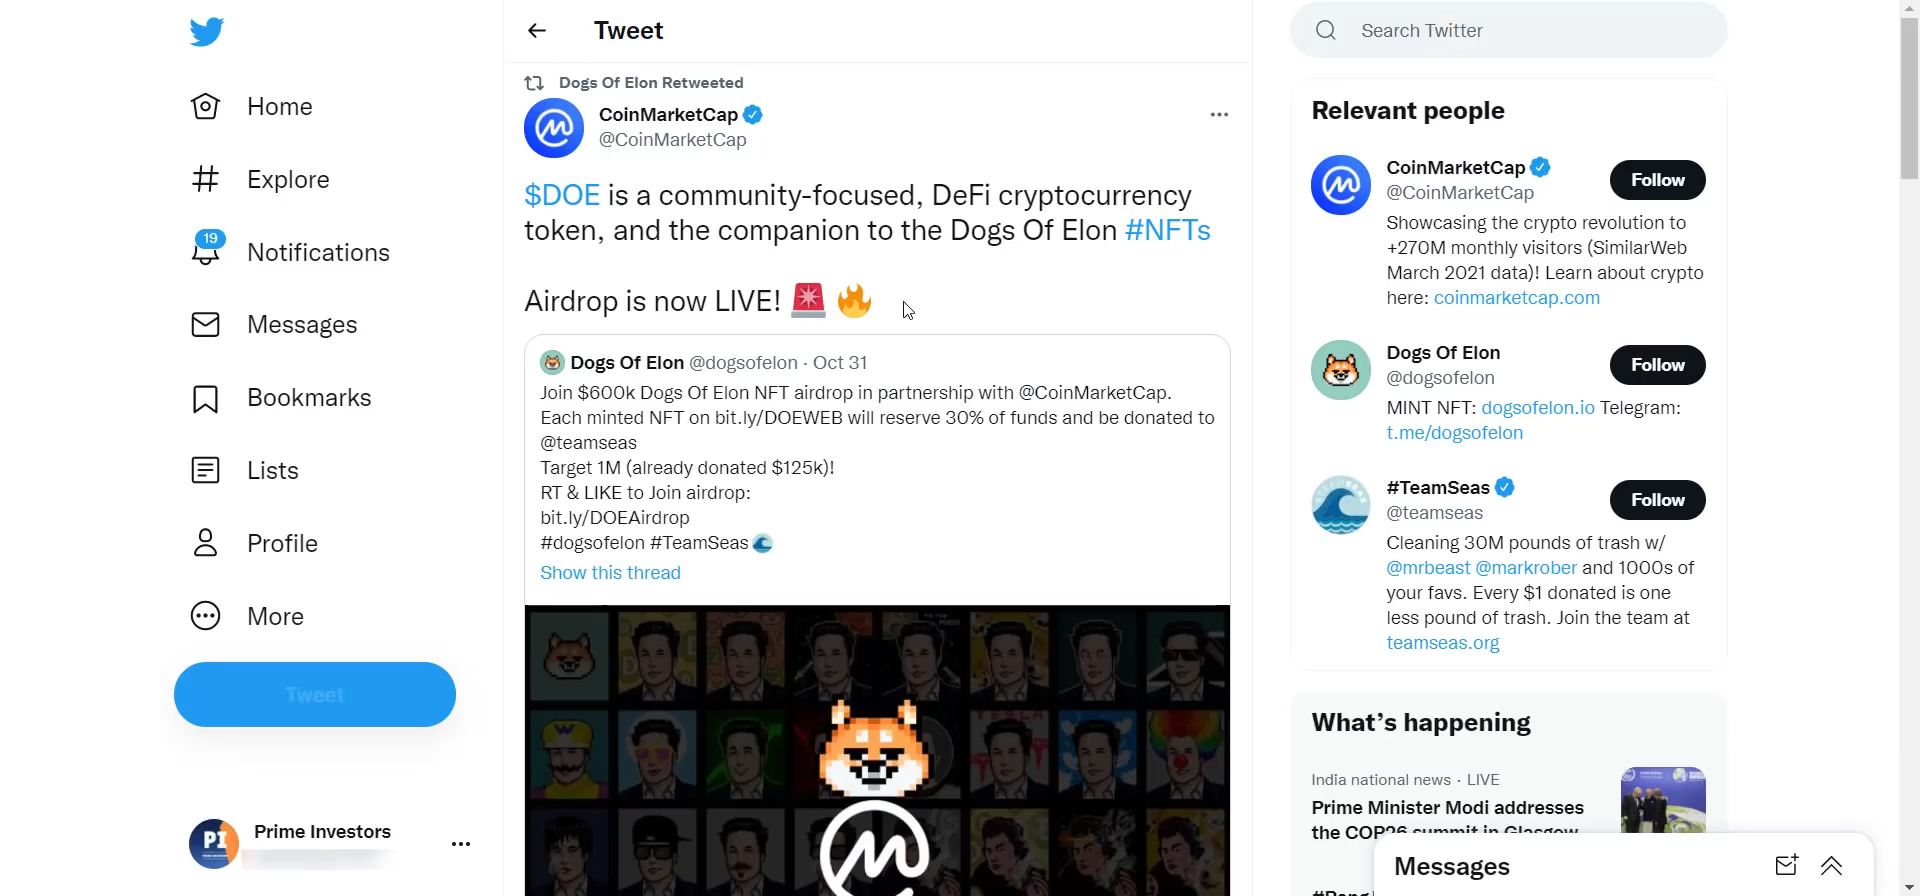 Home
Explore
19
Notifications
Messages
Bookmarks
Lists
Profile
More
Tweet
PI
Prime Investors
Tweet
Dogs Of Elon Retweeted
CoinMarketCap
@CoinMarketCap
$DOE is a community-focused, DeFi cryptocurrency
token, and the companion to the Dogs Of Elon #NFTs
Airdrop is now LIVE! 🚨 🔥
Dogs Of Elon @dogsofelon · Oct 31
Join $600k Dogs Of Elon NFT airdrop in partnership with @CoinMarketCap.
Each minted NFT on bit.ly/DOEWEB will reserve 30% of funds and be donated to
@teamseas
Target 1M (already donated $125k)!
RT & LIKE to Join airdrop:
bit.ly/DOEAirdrop
#dogsofelon #TeamSeas🌊
Show this thread
Search Twitter
Relevant people
CoinMarketCap
@CoinMarketCap
Follow
Showcasing the crypto revolution to
+270M monthly visitors (SimilarWeb
March 2021 data)! Learn about crypto
here: coinmarketcap.com
Dogs Of Elon
@dogsofelon
Follow
MINT NFT: dogsofelon.io Telegram:
t.me/dogsofelon
#TeamSeas
@teamseas
Follow
Cleaning 30M pounds of trash w/
@mrbeast @markrober and 1000s of
your favs. Every $1 donated is one
less pound of trash. Join the team at
teamseas.org
What's happening
India national news · LIVE
Prime Minister Modi addresses
the COP26 summit in Glasgow
Messages